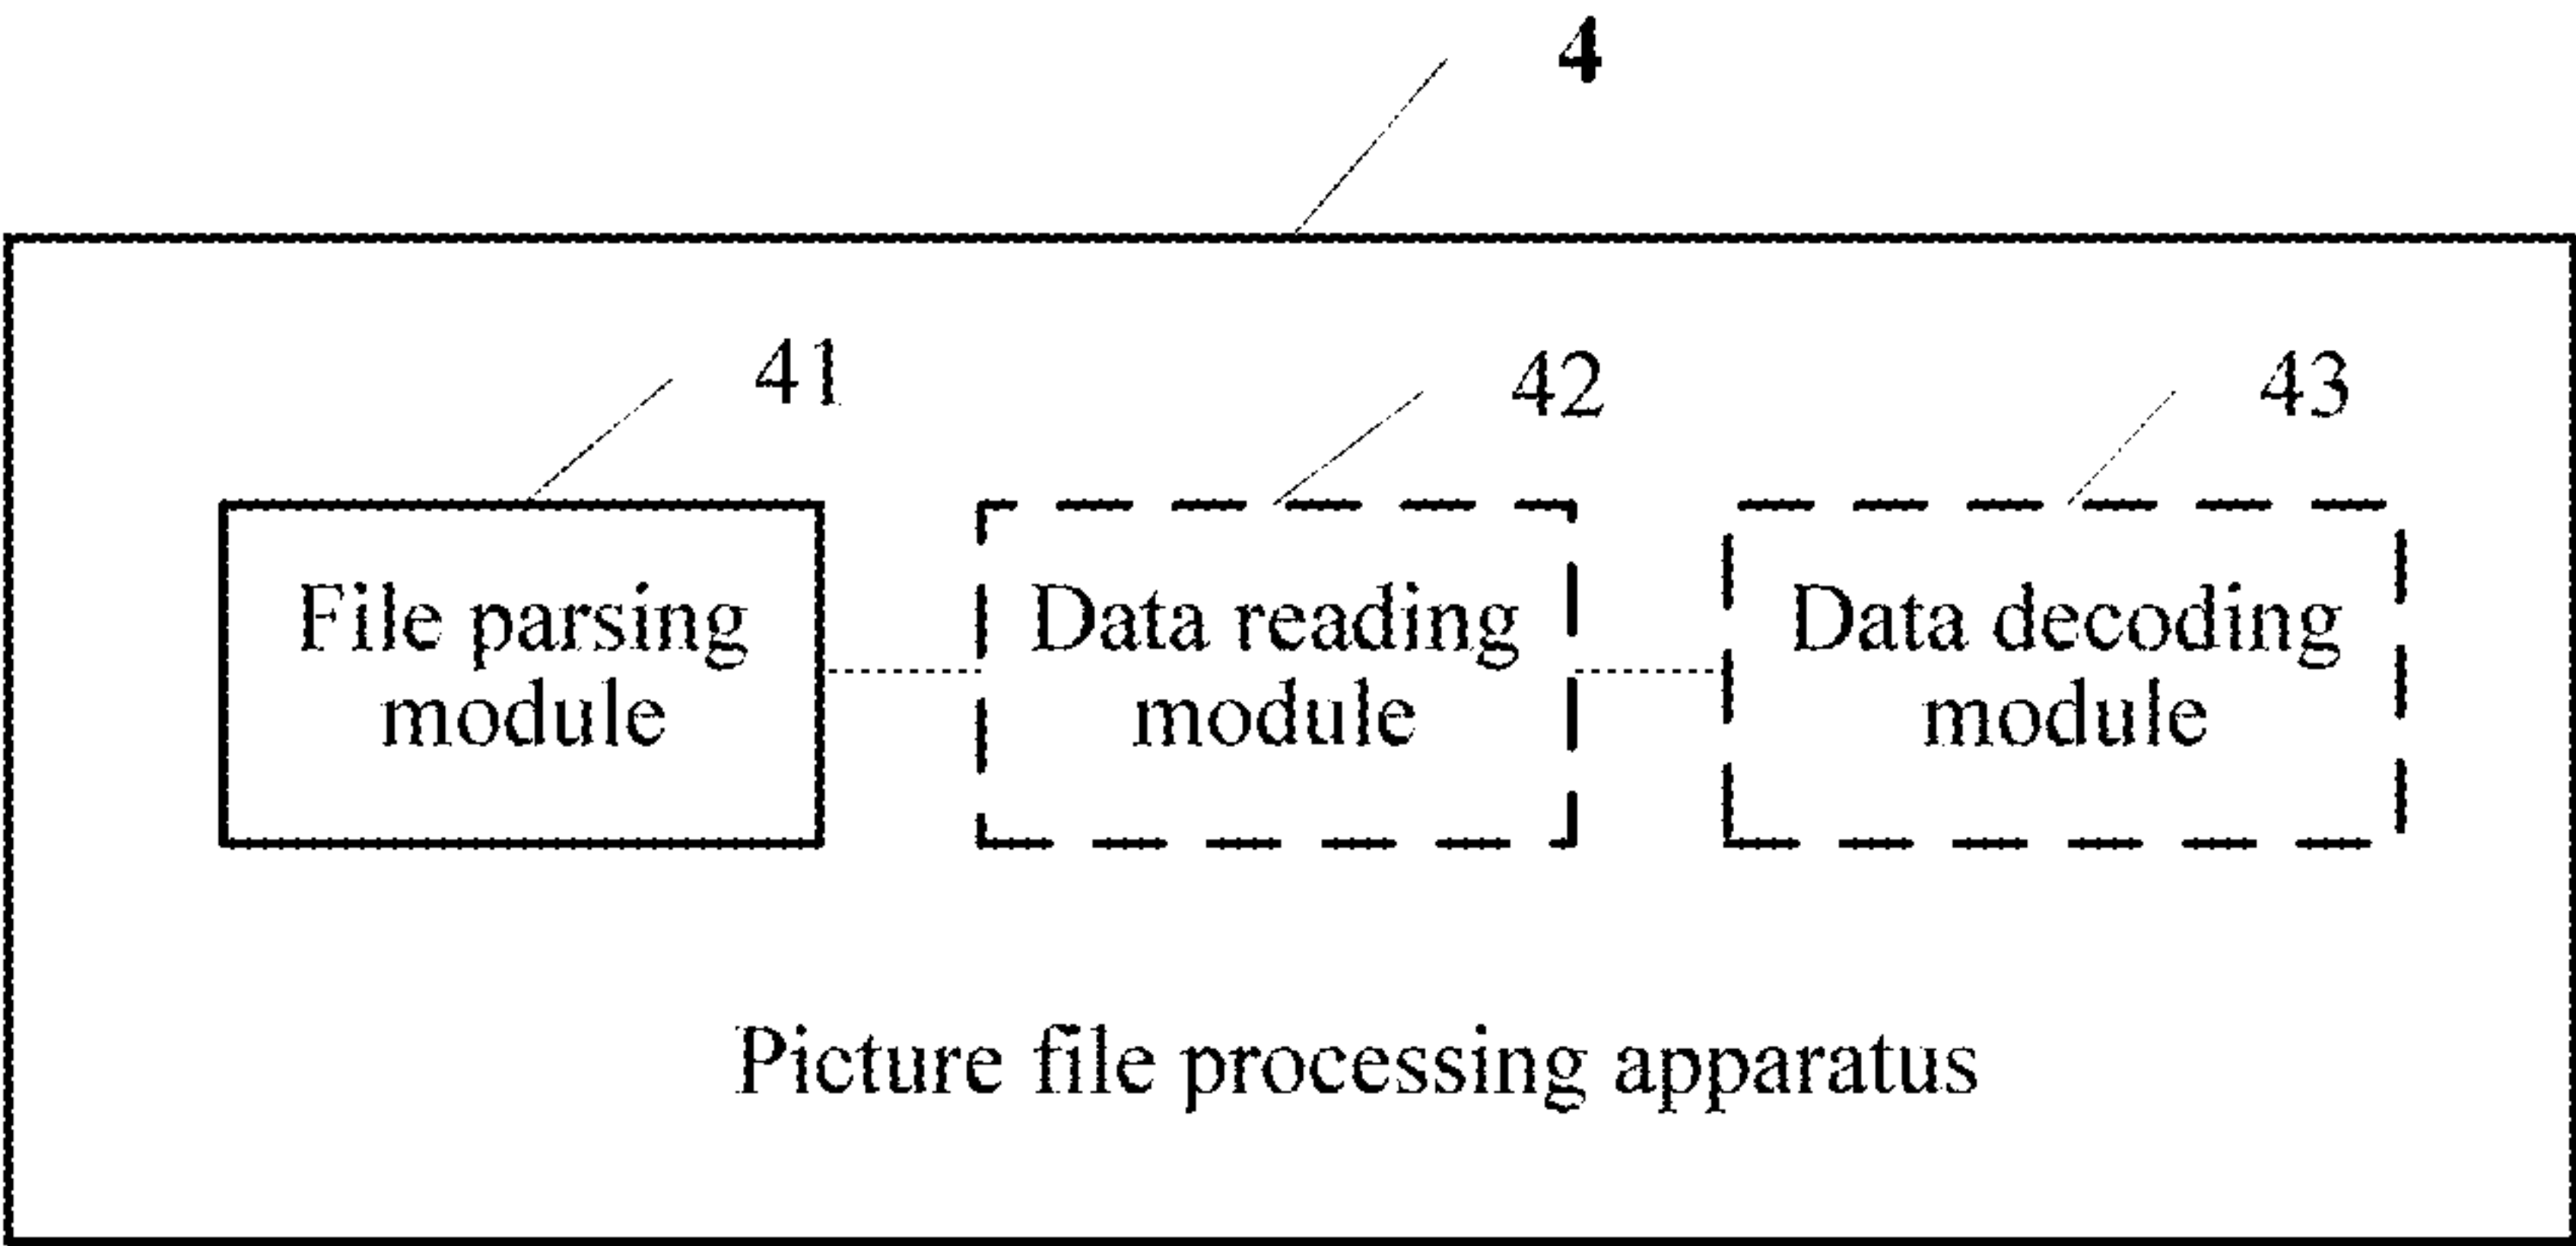 4
41
42
43
File parsing
module
Data reading
module
Data decoding
module
Picture file processing apparatus